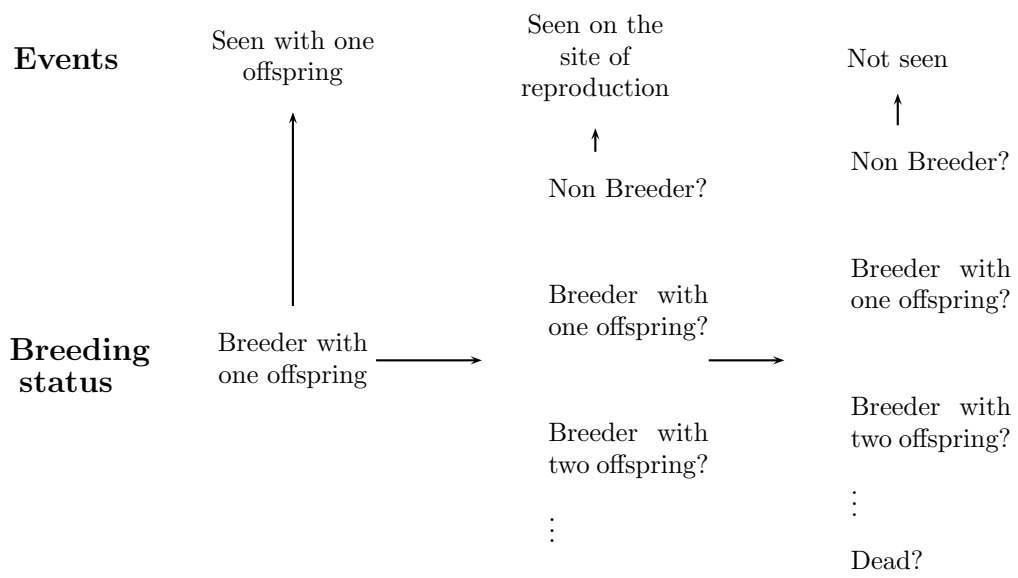 Events
Seen with one
offspring
Seen on the
site of
reproduction
Not seen
Non Breeder?
Non Breeder?
Breeder with
one offspring?
Breeder with
one offspring?
Breeding
status
Breeder with
one offspring
Breeder with
two offspring?
Breeder with
two offspring?
⋮
⋮
Dead?